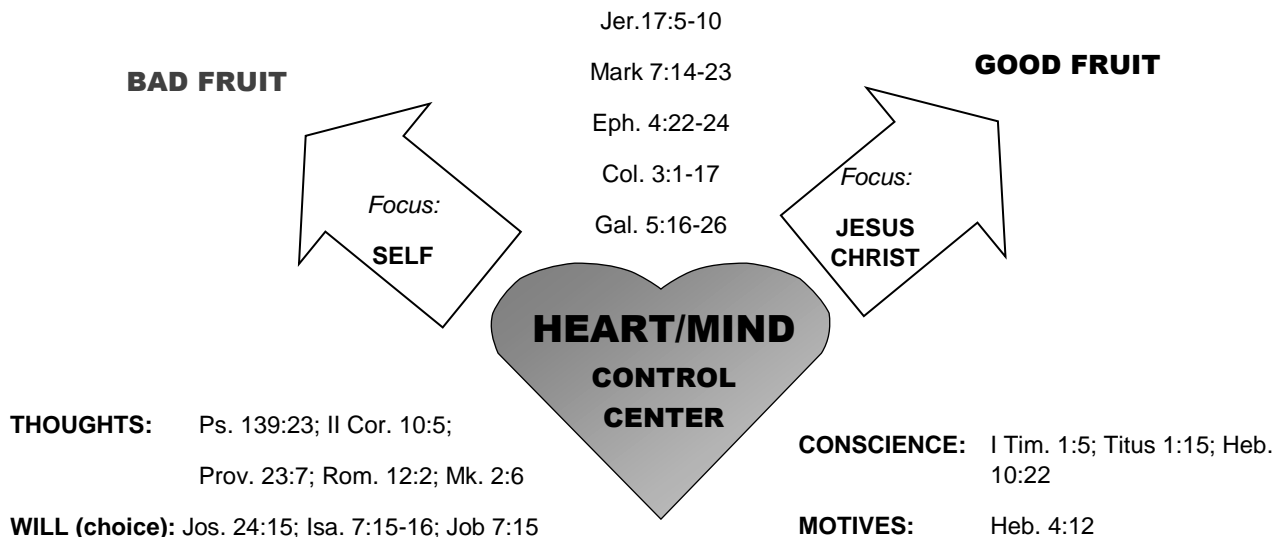 Jer.17:5-10
BAD FRUIT
Mark 7:14-23
GOOD FRUIT
Eph. 4:22-24
Col. 3:1-17
Gal. 5:16-26
Focus:
SELF
Focus:
JESUS
CHRIST
HEART/MIND
CONTROL
CENTER
THOUGHTS: Ps. 139:23; II Cor. 10:5;
Prov. 23:7; Rom. 12:2; Mk. 2:6
WILL (choice): Jos. 24:15; Isa. 7:15-16; Job 7:15
CONSCIENCE: I Tim. 1:5; Titus 1:15; Heb.
10:22
MOTIVES: Heb. 4:12